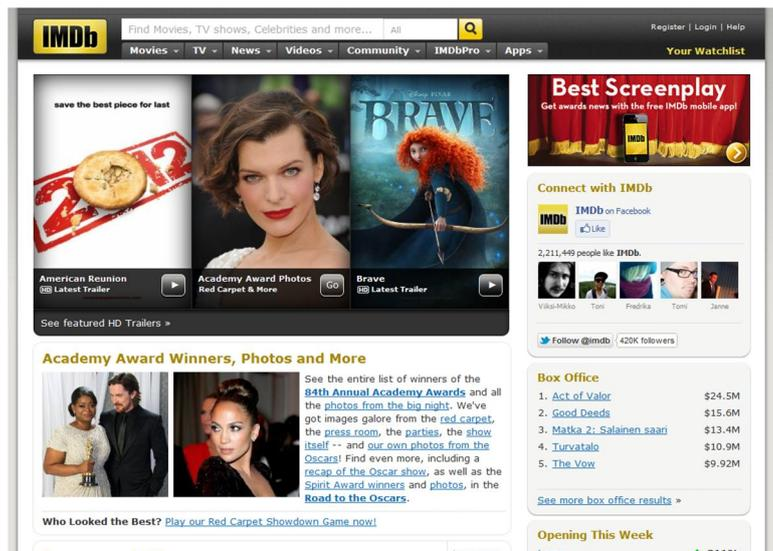 IMDb
Find Movies, TV shows, Celebrities and more...
All
Register | Login | Help
Movies TV News Videos Community IMDbPro Apps
Your Watchlist
save the best piece for last
2 12
American Reunion
HD Latest Trailer
Academy Award Photos
Red Carpet & More
Go
DISNEY PIXAR
BRAVE
Brave
HD Latest Trailer
See featured HD Trailers »
Best Screenplay
Get awards news with the free IMDb mobile app!
IMDb
Connect with IMDb
IMDb
IMDb on Facebook
Like
2,211,449 people like IMDb.
Viiksi-Mikko Toni Fredrika Tomi Janne
Follow @imdb 420K followers
Academy Award Winners, Photos and More
See the entire list of winners of the
84th Annual Academy Awards and all
the photos from the big night. We've
got images galore from the red carpet,
the press room, the parties, the show
itself -- and our own photos from the
Oscars! Find even more, including a
recap of the Oscar show, as well as the
Spirit Award winners and photos, in the
Road to the Oscars.
Who Looked the Best? Play our Red Carpet Showdown Game now!
Box Office
1. Act of Valor $24.5M
2. Good Deeds $15.6M
3. Matka 2: Salainen saari $13.4M
4. Turvatalo $10.9M
5. The Vow $9.92M
See more box office results »
Opening This Week